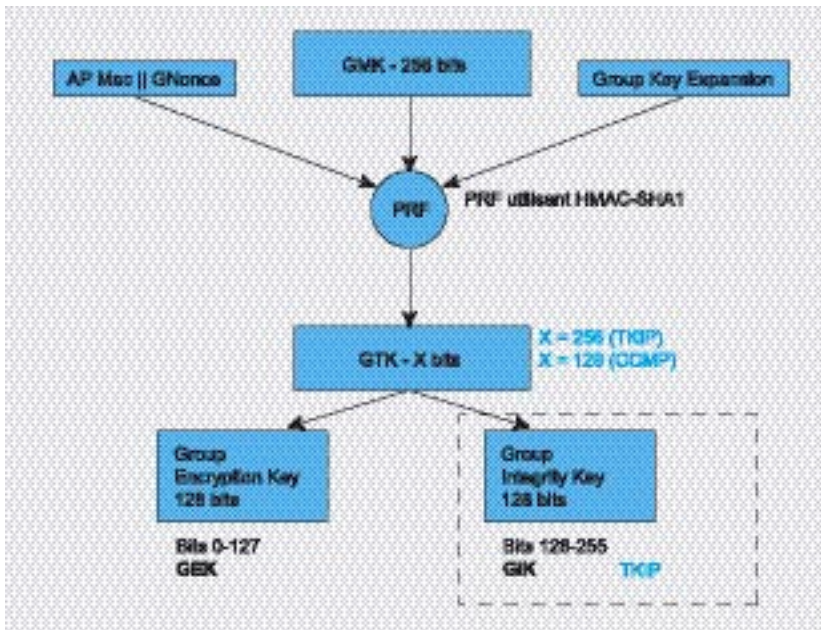 GMK - 256 bits
AP Mac || GNonce
Group Key Expansion
PRF
PRF utilisant HMAC-SHA1
GTK - X bits
X = 256 (TKIP)
X = 128 (CCMP)
Group
Encryption Key
128 bits
Group
Integrity Key
128 bits
Bits 0-127
GEK
Bits 128-255
GIK
TKIP